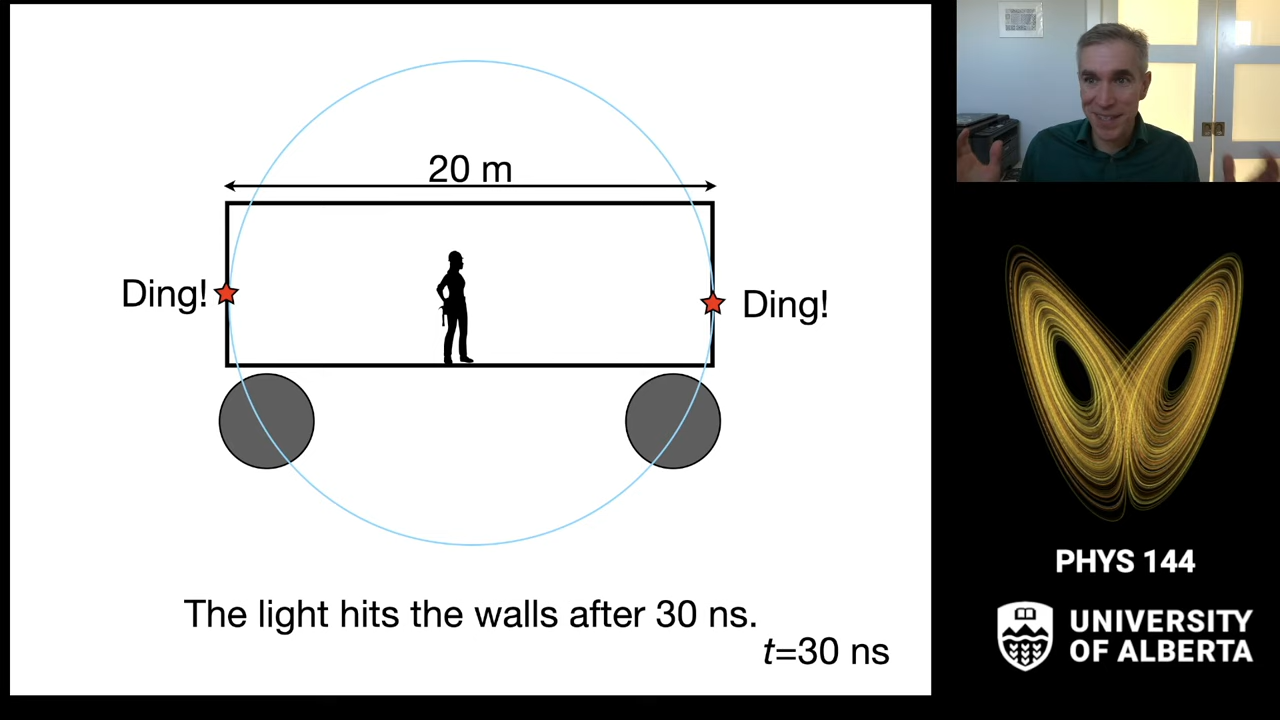 20 m
Ding!
Ding!
The light hits the walls after 30 ns.
t=30 ns
PHYS 144
UNIVERSITY
OF ALBERTA